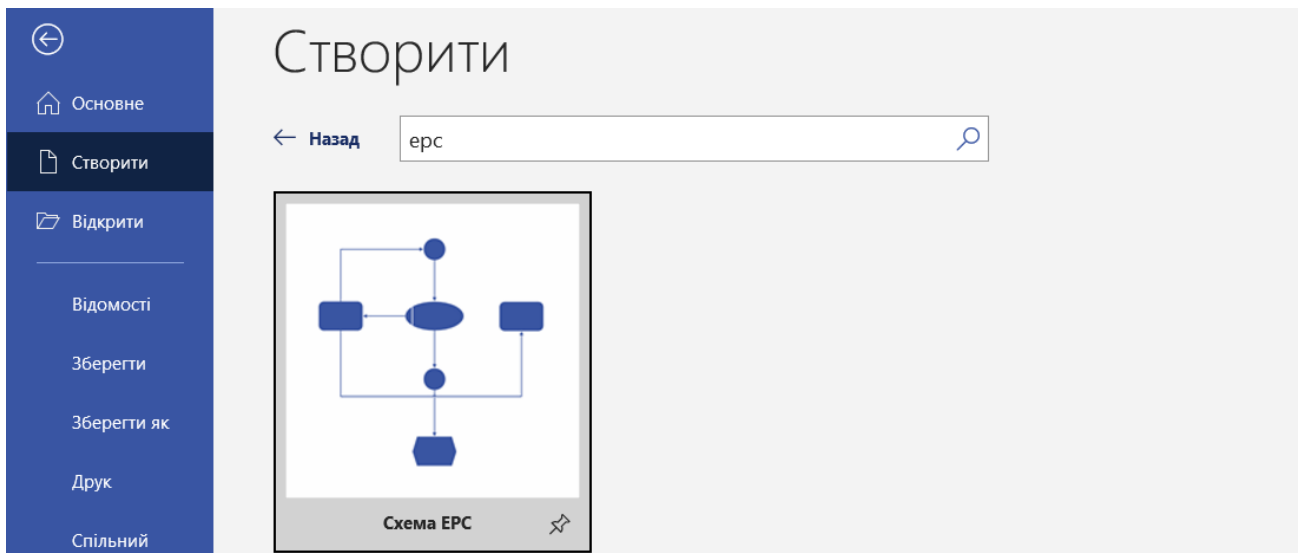 Створити
Основне
Створити
Відкрити
Відомості
Зберегти
Зберегти як
Друк
Спільний
Назад
epc
Схема EPC